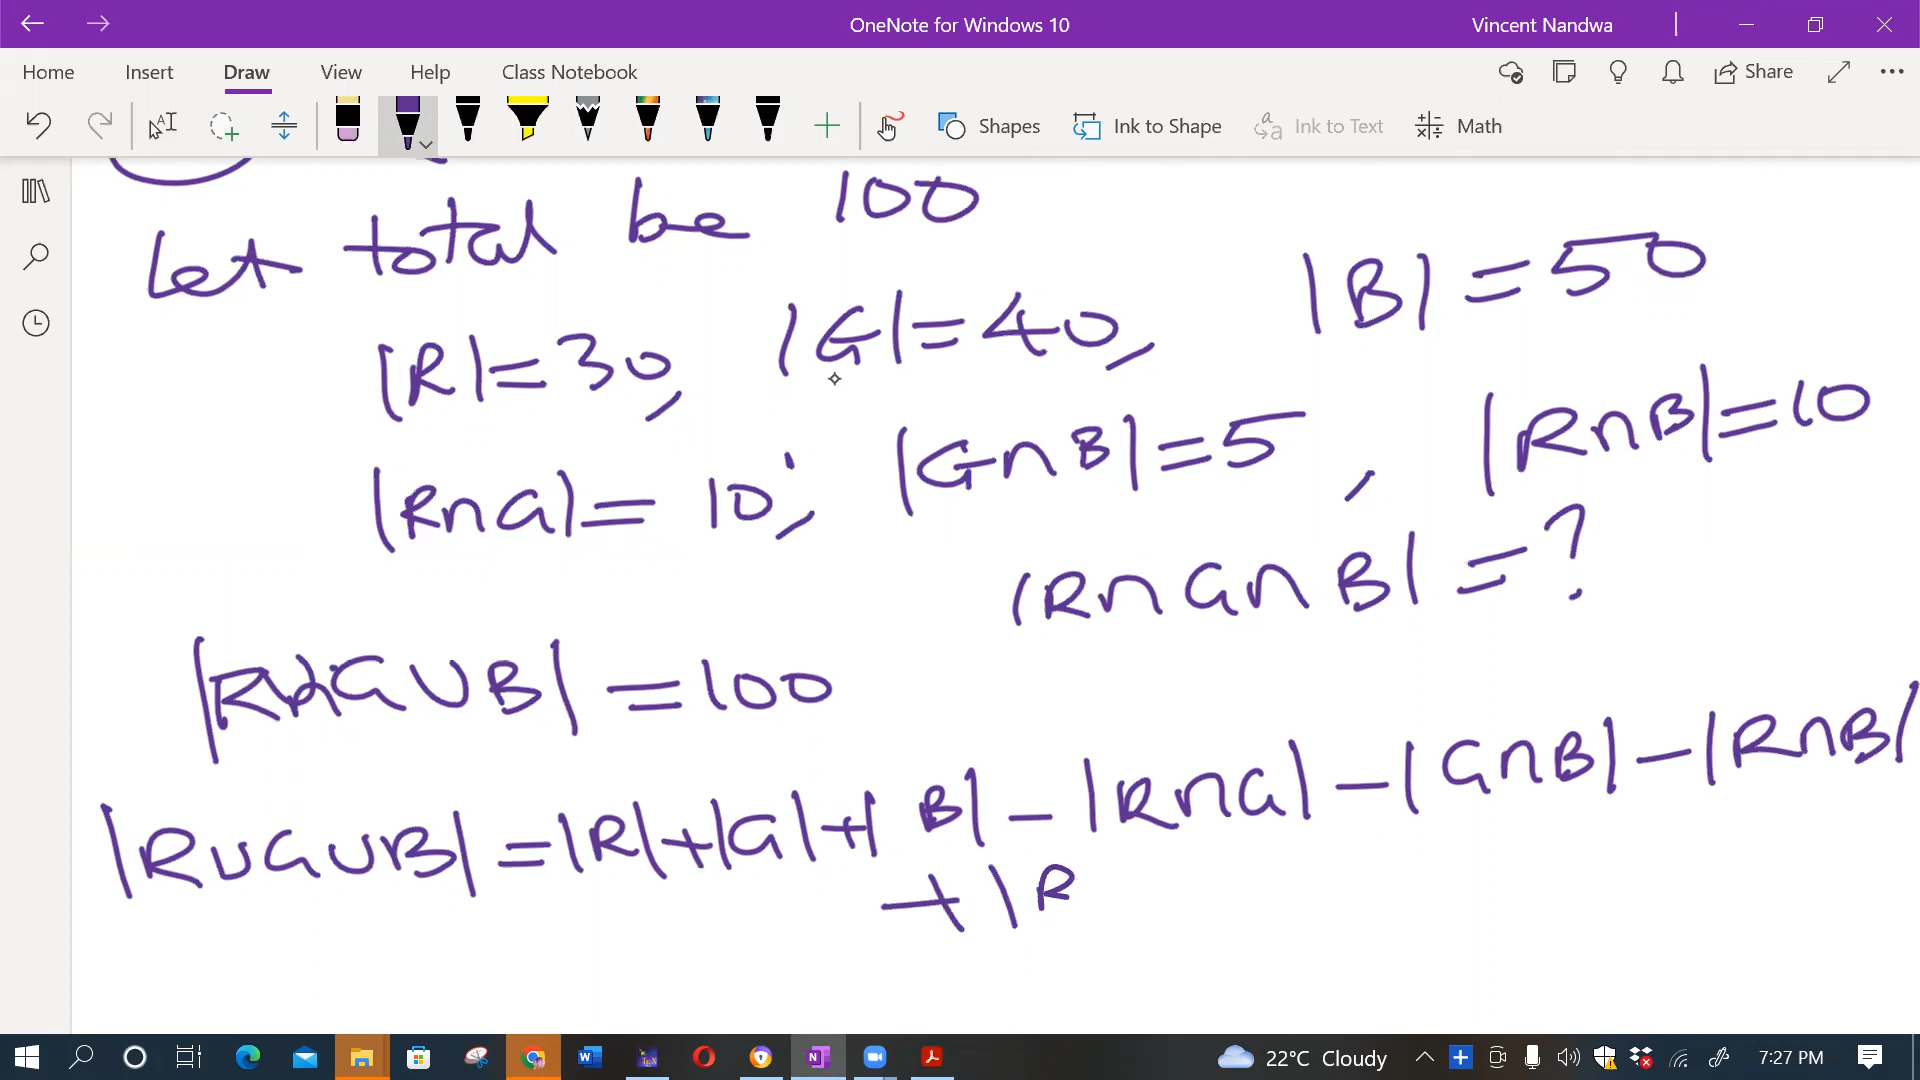 OneNote for Windows 10
Vincent Nandwa
Home Insert Draw View Help Class Notebook Share
Shapes Ink to Shape Ink to Text Math
let total be 100
|R|=30, |G|=40, |B|=50
|R∩G|= 10, |G∩B|=5, |R∩B|=10
|R∩G∩B|=?
|R∪G∪B|=100
|R∪G∪B|=|R|+|G|+|B|-|R∩G|-|G∩B|-|R∩B|
+|R
22°C Cloudy
7:27 PM